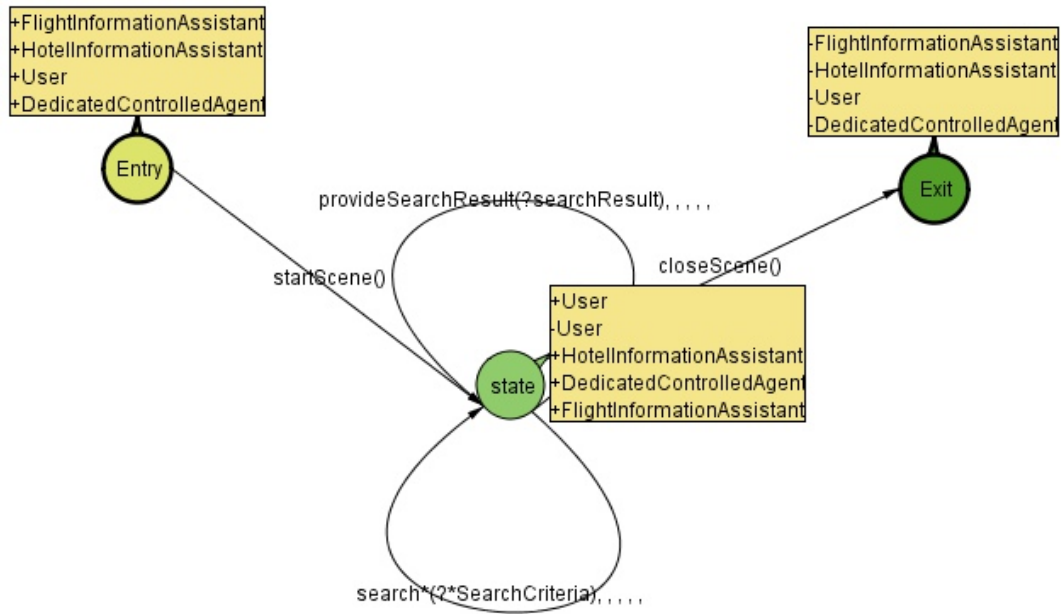 +FlightInformationAssistant
+HotelInformationAssistant
+User
+DedicatedControlledAgent
Entry
-FlightInformationAssistant
-HotelInformationAssistant
-User
-DedicatedControlledAgent
Exit
provideSearchResult(?searchResult), , , , ,
startScene()
closeScene()
+User
-User
+HotelInformationAssistant
+DedicatedControlledAgent
+FlightInformationAssistant
state
search*(?*SearchCriteria), , , , ,